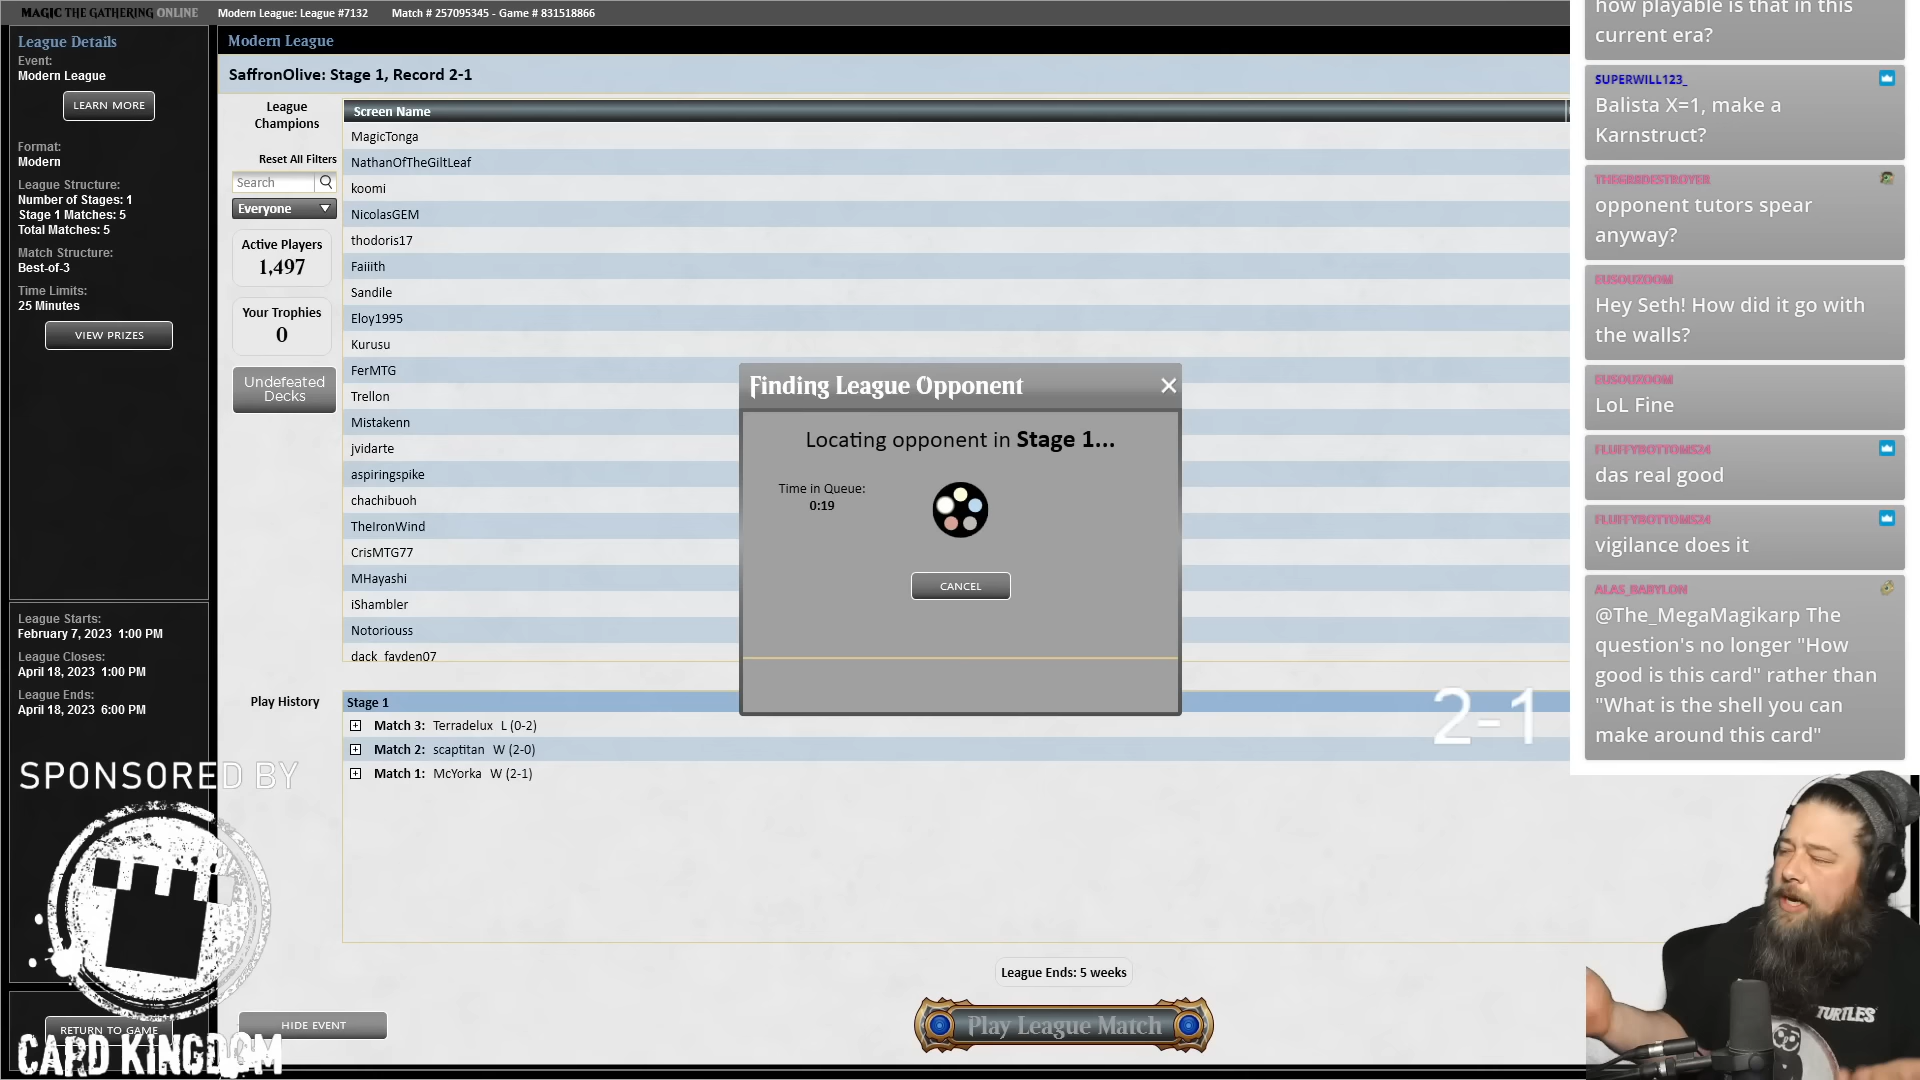 MAGIC THE GATHERING ONLINE
Modern League: League #7132
Match # 257095345 - Game # 831518866
League Details
Event:
Modern League
LEARN MORE
Format:
Modern
League Structure:
Number of Stages: 1
Stage 1 Matches: 5
Total Matches: 5
Match Structure:
Best-of-3
Time Limits:
25 Minutes
VIEW PRIZES
League Starts:
February 7, 2023 1:00 PM
League Closes:
April 18, 2023 1:00 PM
League Ends:
April 18, 2023 6:00 PM
SPONSORED BY
RETURN TO GAME
CARD KINGDOM
Modern League
SaffronOlive: Stage 1, Record 2-1
League
Champions
Reset All Filters
Search
Everyone
Active Players
1,497
Your Trophies
0
Undefeated
Decks
Screen Name
MagicTonga
NathanOfTheGiltLeaf
koomi
NicolasGEM
thodoris17
Faiiith
Sandile
Eloy1995
Kurusu
FerMTG
Trellon
Mistakenn
jvidarte
aspiringspike
chachibuoh
TheIronWind
CrisMTG77
MHayashi
iShambler
Notoriouss
dack_fayden07
Finding League Opponent
Locating opponent in Stage 1...
Time in Queue:
0:19
CANCEL
Play History
Stage 1
Match 3: Terradelux L (0-2)
Match 2: scaptitan W (2-0)
Match 1: McYorka W (2-1)
2-1
League Ends: 5 weeks
HIDE EVENT
Play League Match
how playable is that in this
current era?
SUPERWILL123_
Balista X=1, make a
Karnstruct?
opponent tutors spear
anyway?
EUSOUZOOM
Hey Seth! How did it go with
the walls?
EUSOUZOOM
LoL Fine
FLUFFYBOTTOMS24
das real good
FLUFFYBOTTOMS24
vigilance does it
ALAS_BABYLON
@The_MegaMagikarp The
question's no longer "How
good is this card" rather than
"What is the shell you can
make around this card"
TURTLES